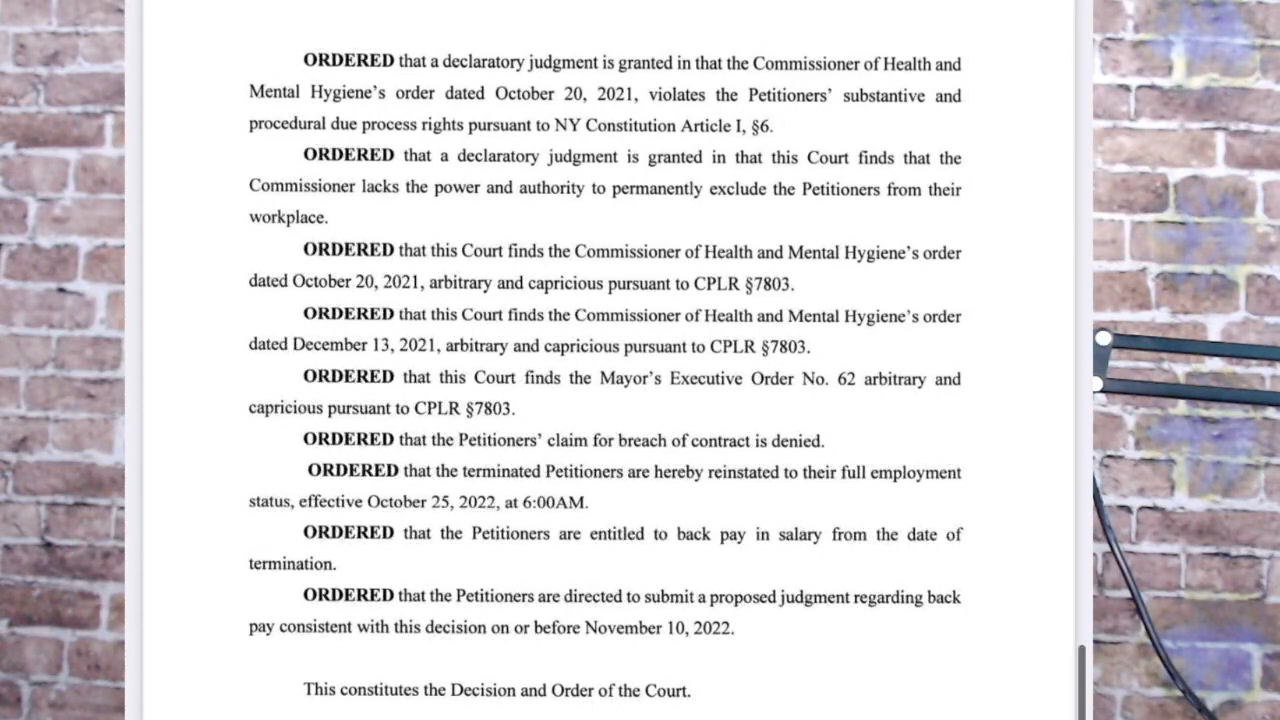 ORDERED that a declaratory judgment is granted in that the Commissioner of Health and
Mental Hygiene's order dated October 20, 2021, violates the Petitioners' substantive and
procedural due process rights pursuant to NY Constitution Article I, §6.
ORDERED that a declaratory judgment is granted in that this Court finds that the
Commissioner lacks the power and authority to permanently exclude the Petitioners from their
workplace.
ORDERED that this Court finds the Commissioner of Health and Mental Hygiene's order
dated October 20, 2021, arbitrary and capricious pursuant to CPLR §7803.
ORDERED that this Court finds the Commissioner of Health and Mental Hygiene's order
dated December 13, 2021, arbitrary and capricious pursuant to CPLR §7803.
ORDERED that this Court finds the Mayor's Executive Order No. 62 arbitrary and
capricious pursuant to CPLR §7803.
ORDERED that the Petitioners' claim for breach of contract is denied.
ORDERED that the terminated Petitioners are hereby reinstated to their full employment
status, effective October 25, 2022, at 6:00AM.
ORDERED that the Petitioners are entitled to back pay in salary from the date of
termination.
ORDERED that the Petitioners are directed to submit a proposed judgment regarding back
pay consistent with this decision on or before November 10, 2022.
This constitutes the Decision and Order of the Court.